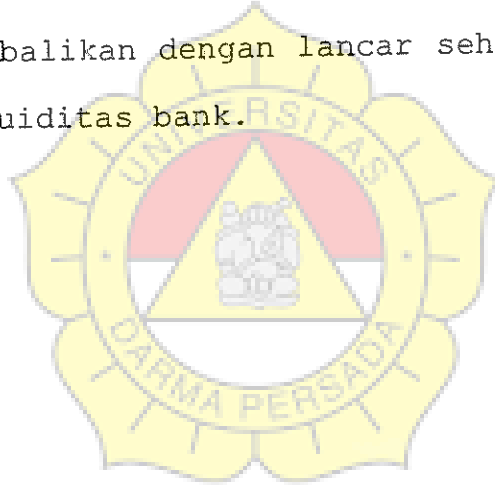 balikan dengan lancar seh
uiditas bank.
UNIVERSITAS
DARMA PERSADA